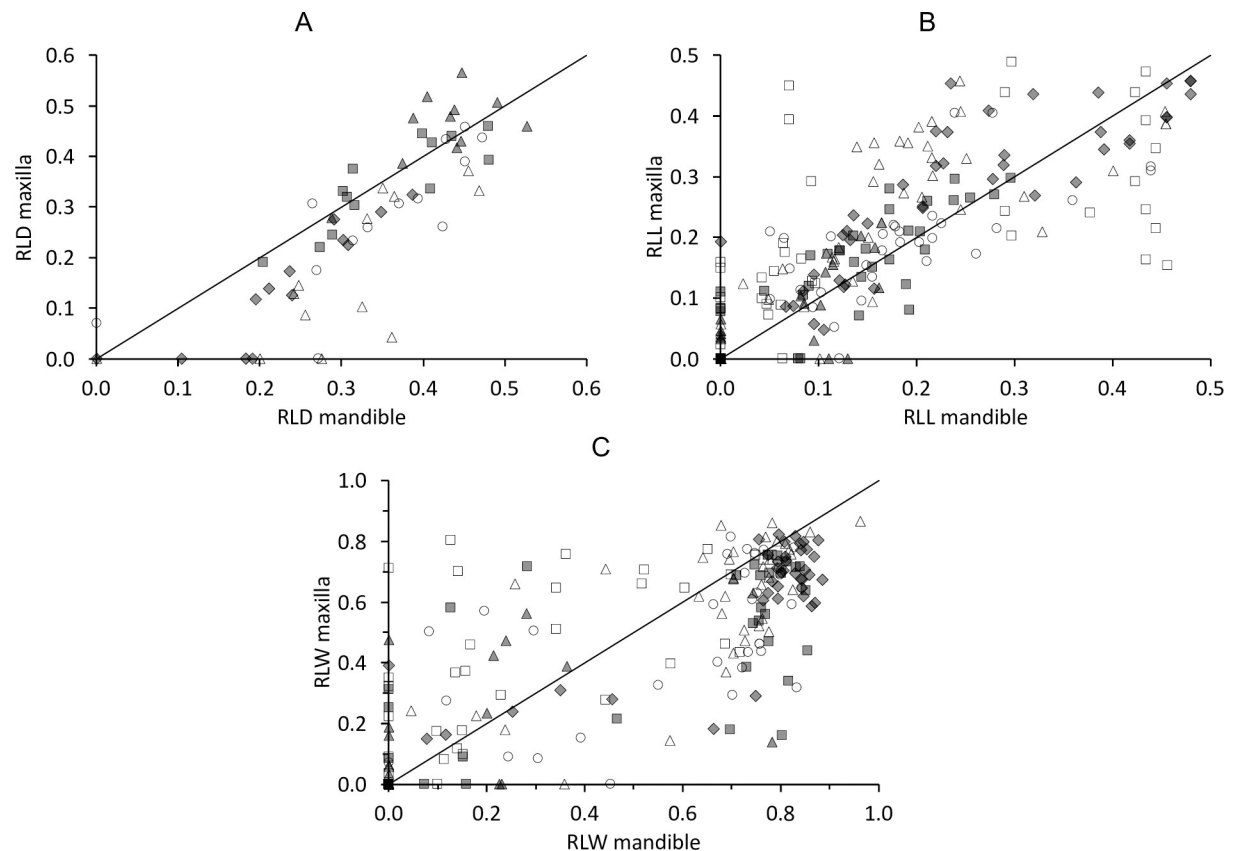 A
0.6
0.5
0.4
0.3
0.2
0.1
0.0
RLD maxilla
0.0 0.1 0.2 0.3 0.4 0.5 0.6
RLD mandible
B
0.5
0.4
0.3
0.2
0.1
0.0
RLL maxilla
0.0 0.1 0.2 0.3 0.4 0.5
RLL mandible
C
1.0
0.8
0.6
0.4
0.2
0.0
RLW maxilla
0.0 0.2 0.4 0.6 0.8 1.0
RLW mandible